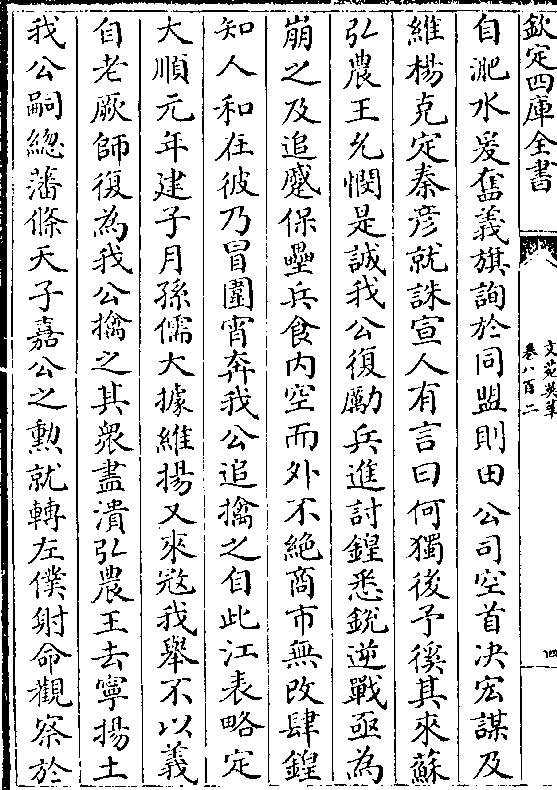 欽定四庫全書
文苑英華
卷八百二
四
自淝水爰奮義旗詢於同盟則田公司空首决宏謀及
維楊克定秦彦就誅宣人有言曰何獨後予徯其來蘇
弘農王允憫是誠我公復勵兵進討鍠悉銳逆戰亟為
崩之及追蹙保壘兵食内空而外不絶商市無改肆鍠
知人和在彼乃冒圍宵奔我公追擒之自此江表略定
大順元年建子月孫儒大據維揚又來宼我舉不以義
自老厥師復為我公擒之其衆盡潰弘農王去寧揚土
我公嗣總藩條天子嘉公之勲就轉左僕射命觀察於